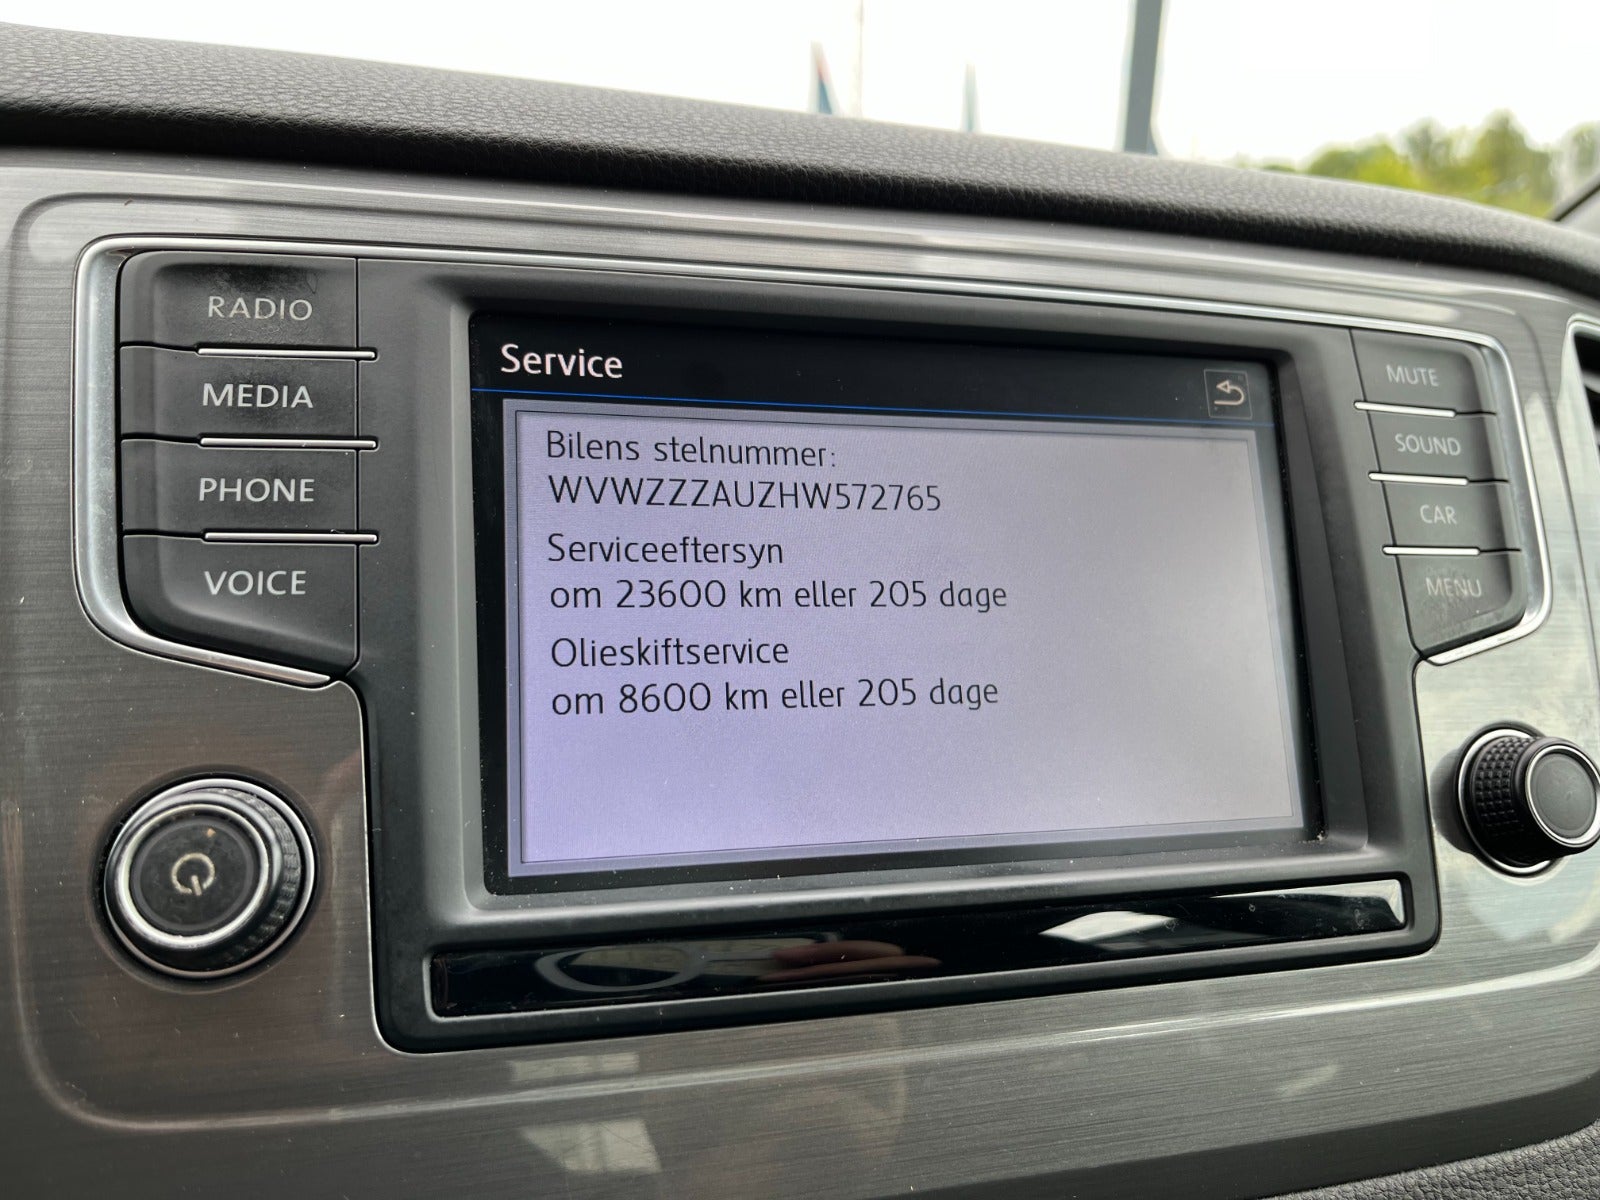 RADIO
MEDIA
PHONE
VOICE
Service
Bilens stelnummer:
WVWZZZAUZHW572765
Serviceeftersyn
om 23600 km eller 205 dage
Olieskiftservice
om 8600 km eller 205 dage
MUTE
SOUND
CAR
MENU